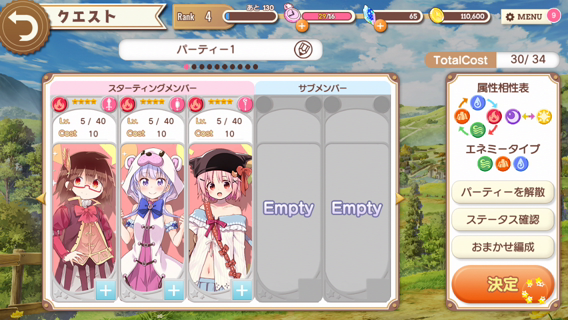 クエスト
Rank 4
あと 130
29/16
5
110,600
MENU 9
パーティー1
TotalCost 30/34
スターティングメンバー
サブメンバー
Lv. 5 / 40
Cost 10
Lv. 5 / 40
Cost 10
Lv. 5 / 40
Cost 10
Empty
Empty
属性相性表
エネミータイプ
パーティーを解散
ステータス確認
おまかせ編成
決定